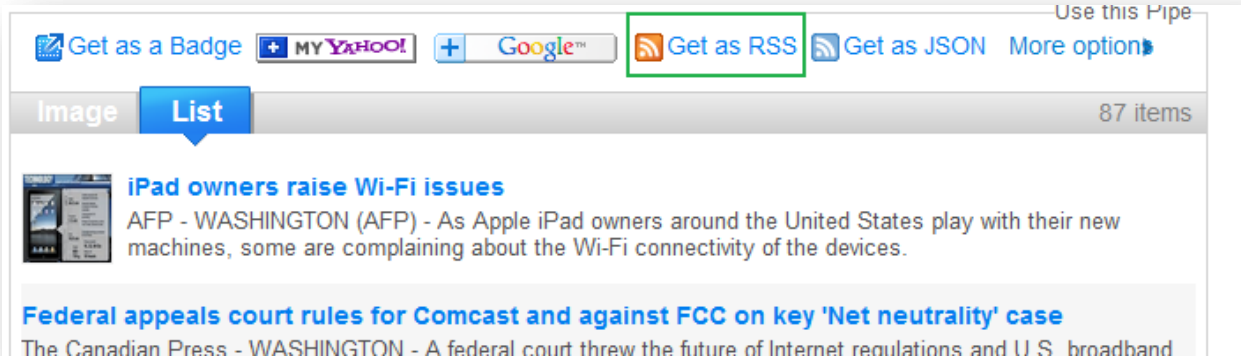 Use this Pipe
Get as a Badge MY YAHOO! Google™ Get as RSS Get as JSON More options
Image List 87 items
iPad owners raise Wi-Fi issues
AFP - WASHINGTON (AFP) - As Apple iPad owners around the United States play with their new
machines, some are complaining about the Wi-Fi connectivity of the devices.
Federal appeals court rules for Comcast and against FCC on key 'Net neutrality' case
The Canadian Press - WASHINGTON - A federal court threw the future of Internet regulations and U.S. broadband